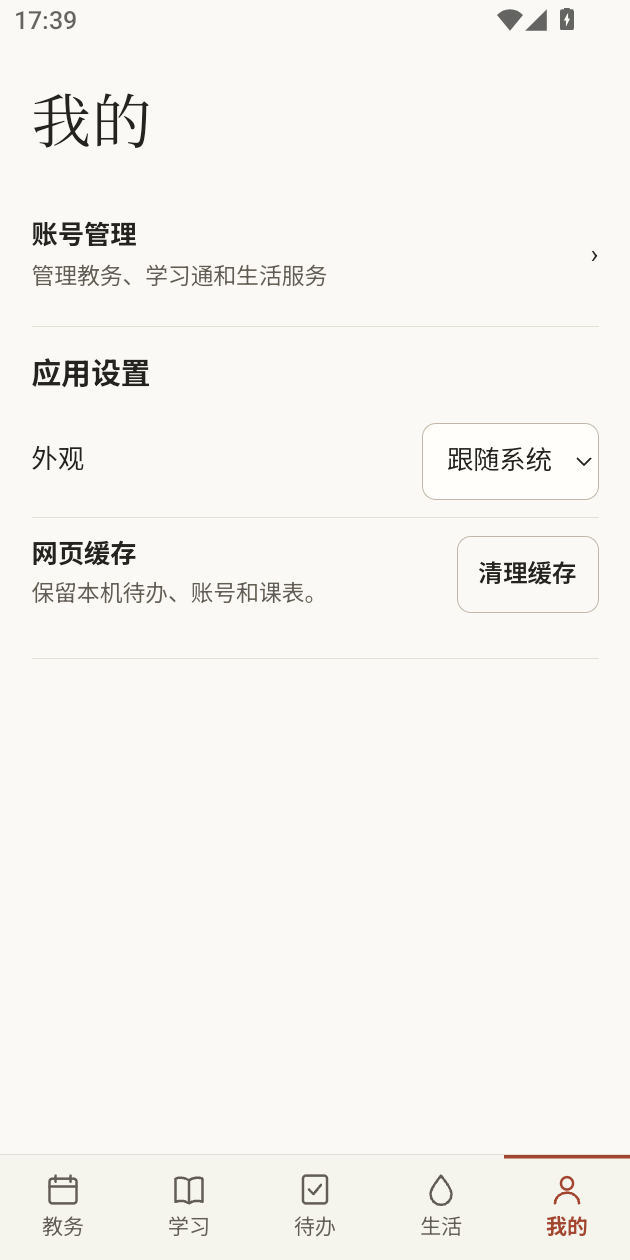 17:39
我的
账号管理
管理教务、学习通和生活服务
›
应用设置
外观
跟随系统
网页缓存
保留本机待办、账号和课表。
清理缓存
教务
学习
待办
生活
我的